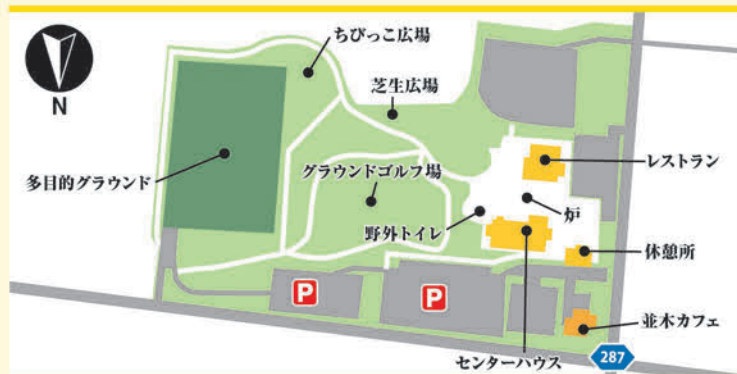 ちびっこ広場
芝生広場
N
多目的グラウンド
グラウンドゴルフ場
レストラン
炉
野外トイレ
休憩所
P
P
並木カフェ
センターハウス
287